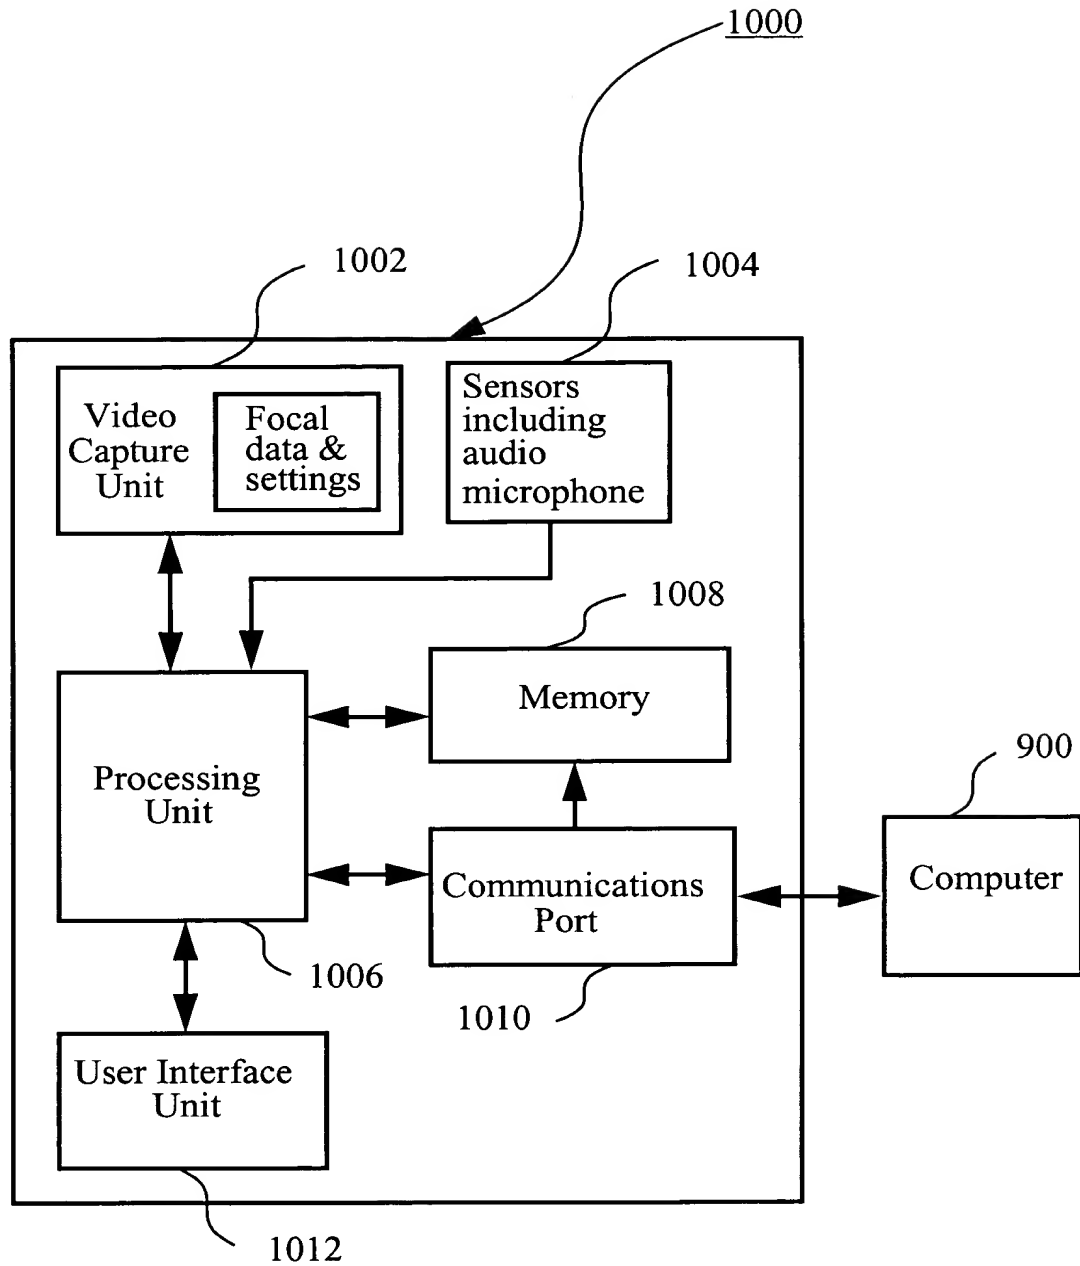 1000
1002
1004
Video
Capture
Unit
Focal
data &
settings
Sensors
including
audio
microphone
1008
Memory
Processing
Unit
900
Computer
Communications
Port
1006
1010
User Interface
Unit
1012